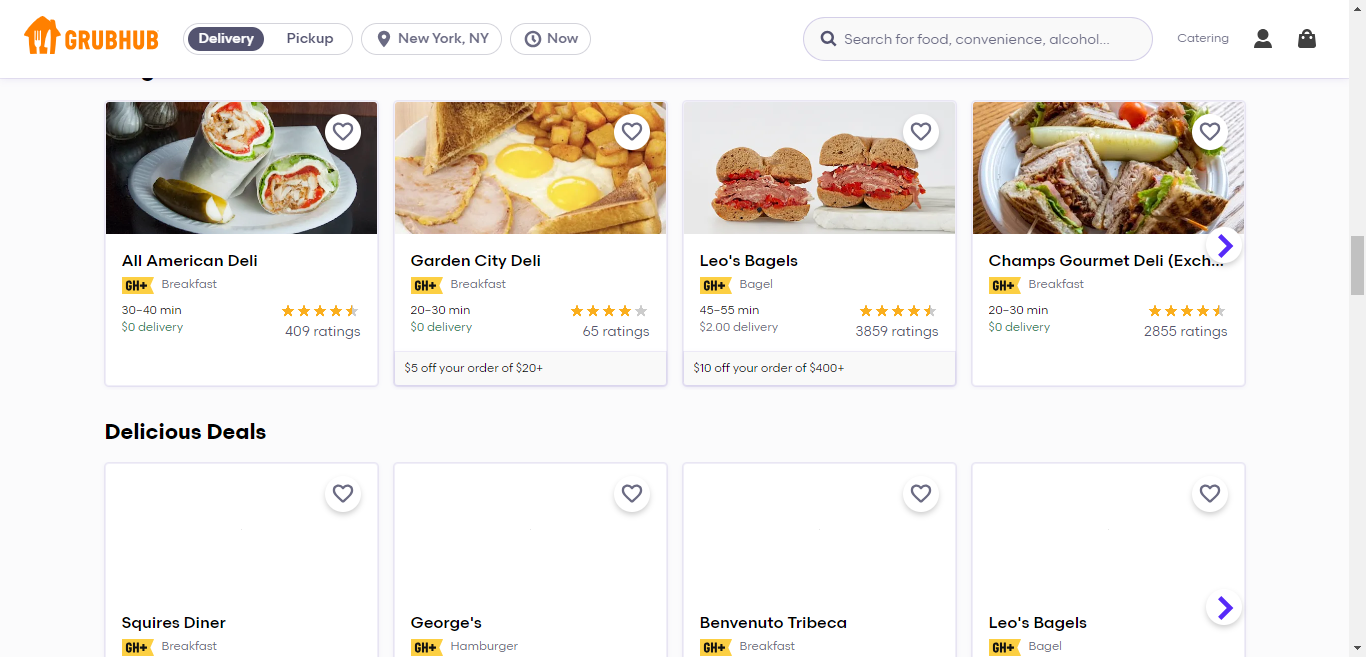 GRUBHUB
Delivery
Pickup
New York, NY
Now
Search for food, convenience, alcohol...
Catering
All American Deli
GH+ Breakfast
30–40 min
$0 delivery
409 ratings
Garden City Deli
GH+ Breakfast
20–30 min
$0 delivery
65 ratings
$5 off your order of $20+
Leo's Bagels
GH+ Bagel
45–55 min
$2.00 delivery
3859 ratings
$10 off your order of $400+
Champs Gourmet Deli (Exch...
GH+ Breakfast
20–30 min
$0 delivery
2855 ratings
Delicious Deals
Squires Diner
GH+ Breakfast
George's
GH+ Hamburger
Benvenuto Tribeca
GH+ Breakfast
Leo's Bagels
GH+ Bagel